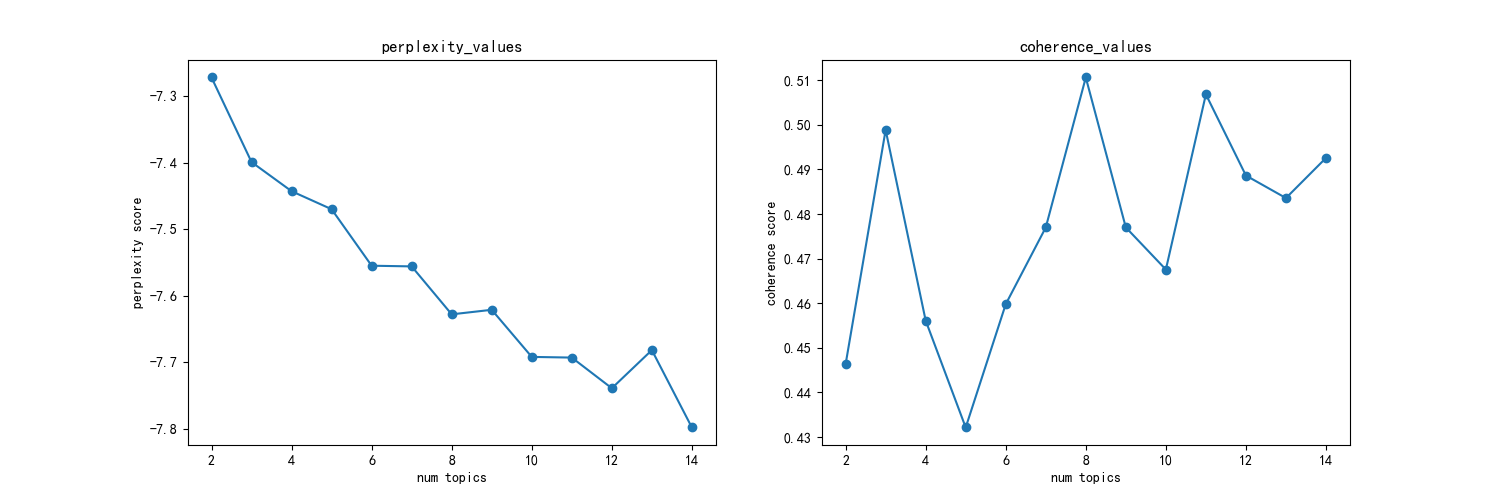 perplexity_values
-7.3
-7.4
-7.5
-7.6
-7.7
-7.8
perplexity score
2 4 6 8 10 12 14
num topics
coherence_values
0.51
0.50
0.49
0.48
0.47
0.46
0.45
0.44
0.43
coherence score
2 4 6 8 10 12 14
num topics